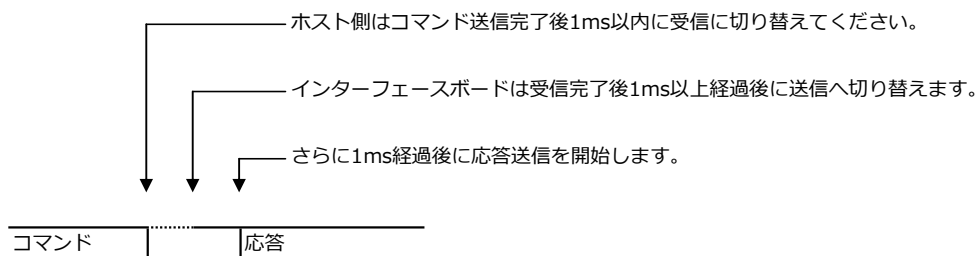 ホスト側はコマンド送信完了後1ms以内に受信に切り替えてください。
インターフェースボードは受信完了後1ms以上経過後に送信へ切り替えます。
さらに1ms経過後に応答送信を開始します。
コマンド 応答